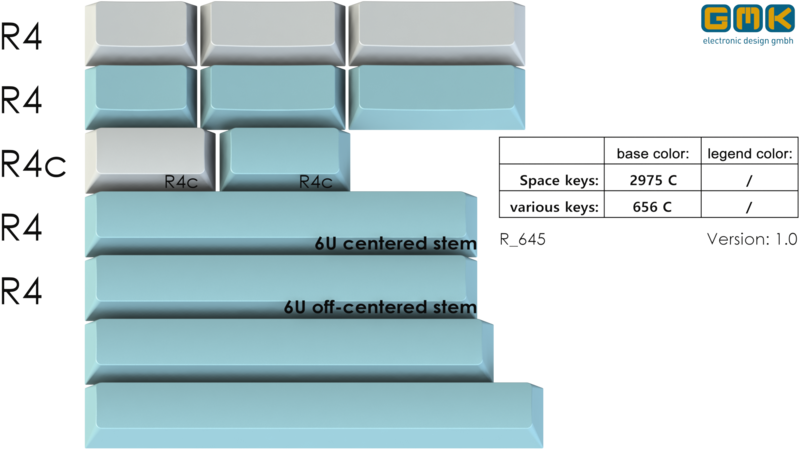 R4
GMK
electronic design gmbh
R4
R4c
R4c
R4c
base color: legend color:
Space keys: 2975 C /
various keys: 656 C /
R4
6U centered stem
R_645 Version: 1.0
R4
6U off-centered stem